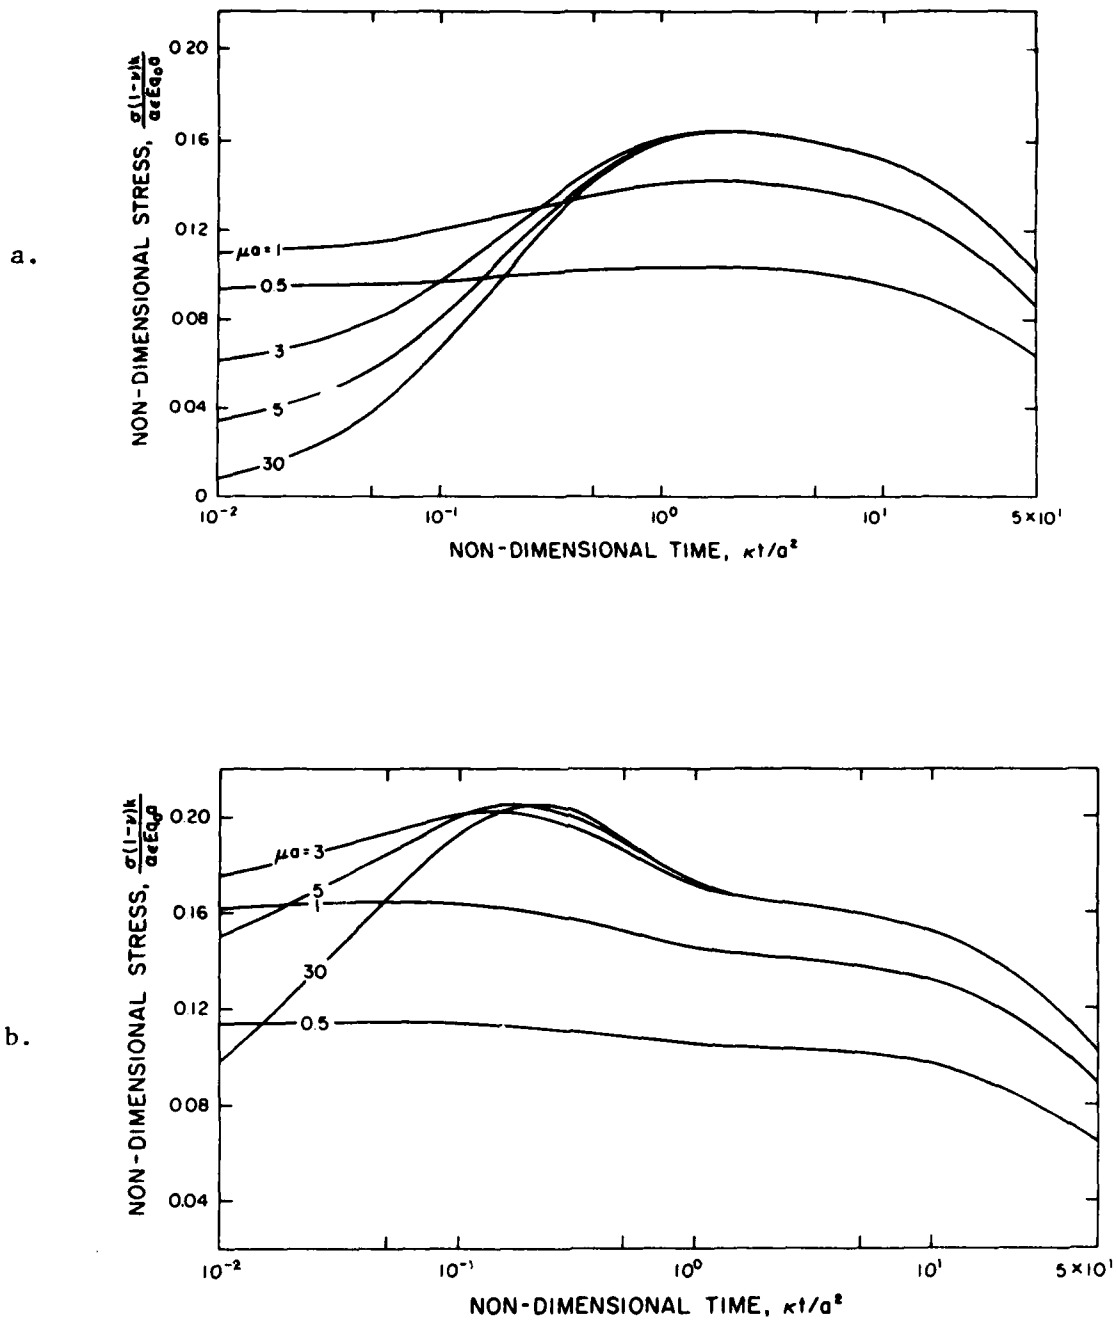 a.
NON-DIMENSIONAL STRESS, σ(1-ν)k / αεEq₀a
0.20
0.16
0.12
0.08
0.04
0
μa=1
0.5
3
5
30
10⁻² 10⁻¹ 10⁰ 10¹ 5×10¹
NON-DIMENSIONAL TIME, κt/a²
b.
NON-DIMENSIONAL STRESS, σ(1-ν)k / αεEq₀a
0.20
0.16
0.12
0.08
0.04
μa=3
5
1
30
0.5
10⁻² 10⁻¹ 10⁰ 10¹ 5×10¹
NON-DIMENSIONAL TIME, κt/a²